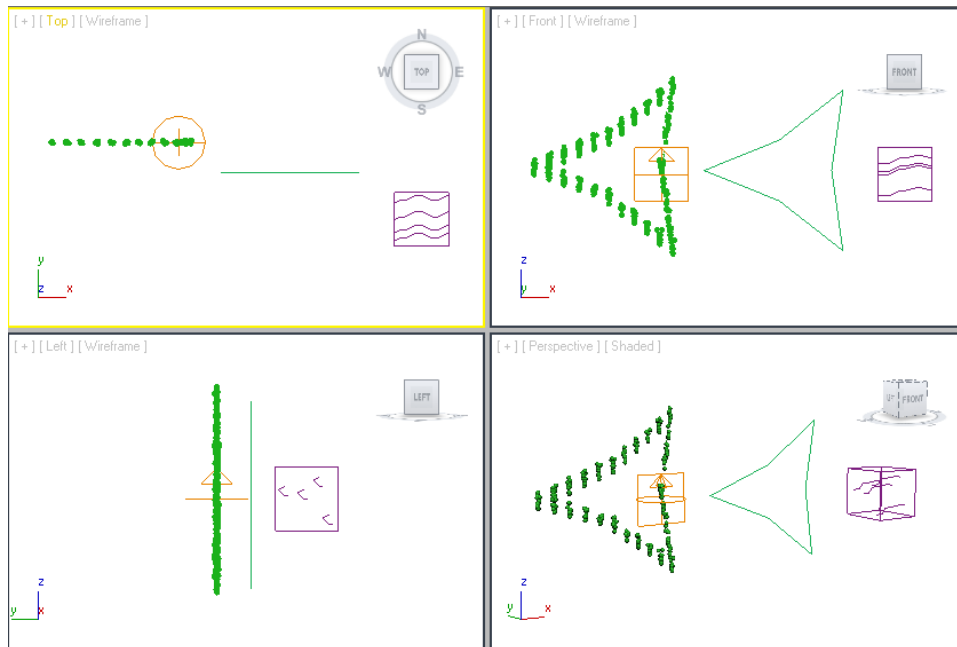 [ + ] [ Top ] [ Wireframe ]
N
W TOP E
S
y
z x
[ + ] [ Front ] [ Wireframe ]
FRONT
z
y x
[ + ] [ Left ] [ Wireframe ]
LEFT
z
y x
[ + ] [ Perspective ] [ Shaded ]
FRONT
z
y x